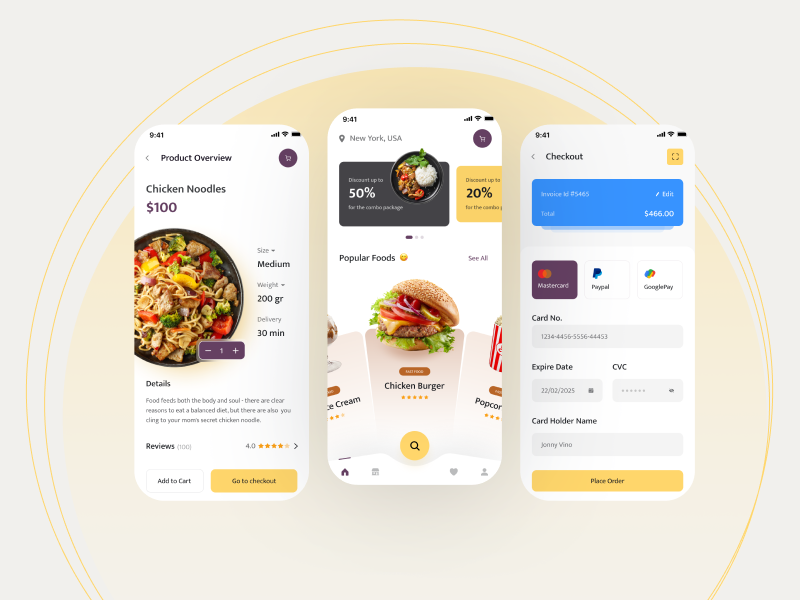 9:41
Product Overview
Chicken Noodles
$100
Size
Medium
Weight
200 gr
Delivery
30 min
− 1 +
Details
Food feeds both the body and soul - there are clear
reasons to eat a balanced diet, but there are also you
cling to your mom's secret chicken noodle.
Reviews (100)
4.0
Add to Cart
Go to checkout
9:41
New York, USA
Discount up to
50%
for the combo package
Discount up to
20%
for the combo
Popular Foods
See All
Chicken Burger
ce Cream
Popcor
9:41
Checkout
Invoice Id #5465
Edit
Total
$466.00
Mastercard
Paypal
GooglePay
Card No.
1234-4456-5556-44453
Expire Date
CVC
22/02/2025
Card Holder Name
Jonny Vino
Place Order